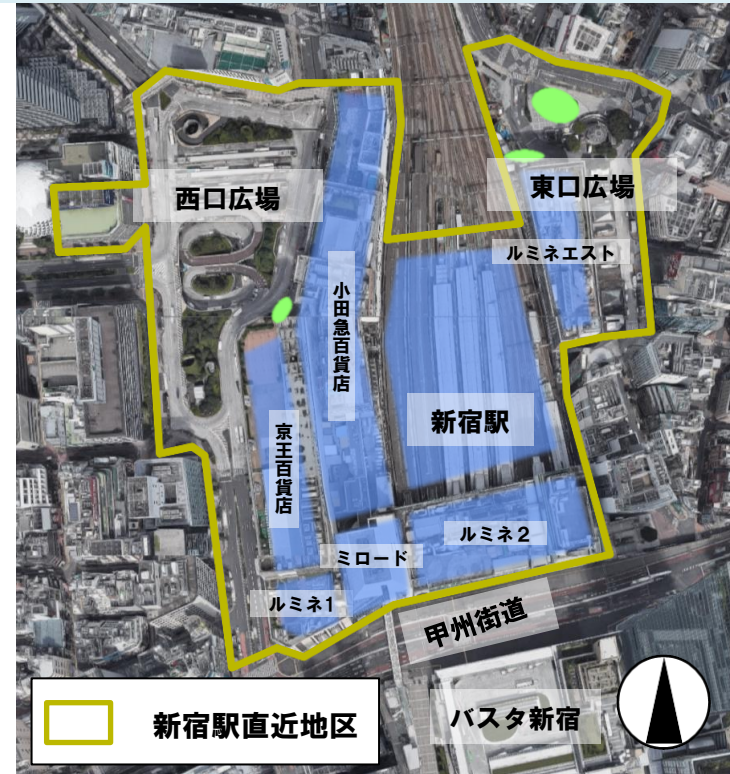 西口広場
東口広場
ルミネエスト
小田急百貨店
新宿駅
京王百貨店
ルミネ2
ミロード
ルミネ1
甲州街道
バスタ新宿
新宿駅直近地区